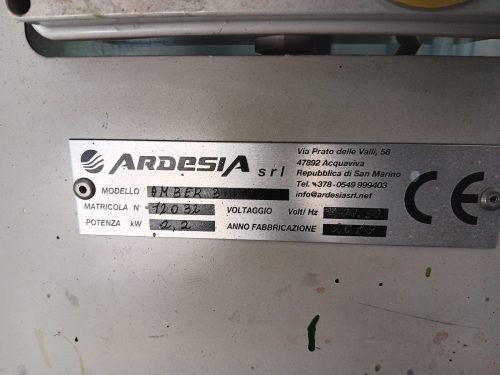 ARDESIA srl
Via Prato delle Valli, 58
47892 Acquaviva
Repubblica di San Marino
Tel. +378-0549 999403
info@ardesiasrl.net
MODELLO OMBER 3
MATRICOLA N° 12032 VOLTAGGIO Volt/ Hz
POTENZA kW 2,2 ANNO FABBRICAZIONE
CE